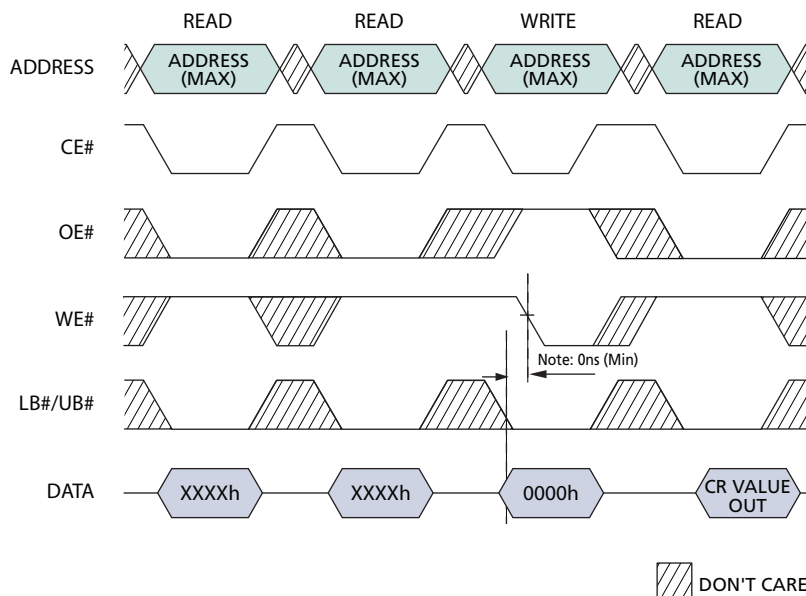 READ READ WRITE READ
ADDRESS
ADDRESS (MAX)
ADDRESS (MAX)
ADDRESS (MAX)
ADDRESS (MAX)
CE#
OE#
WE#
Note: 0ns (Min)
LB#/UB#
DATA
XXXXh XXXXh 0000h CR VALUE OUT
DON'T CARE